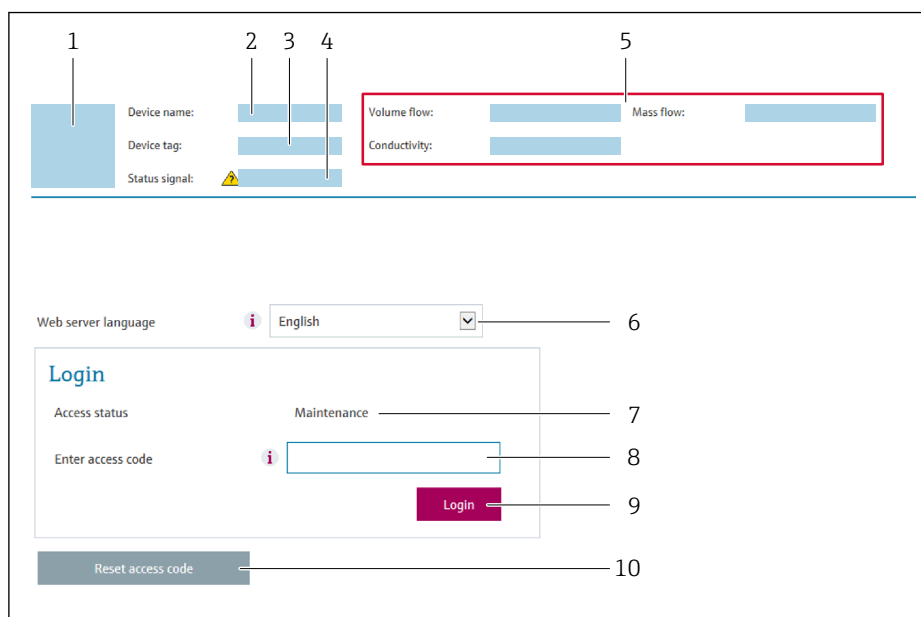 1 2 3 4 5
Device name: Volume flow: Mass flow:
Device tag: Conductivity:
Status signal: ?
Web server language i English 6
Login
Access status Maintenance 7
Enter access code i 8
Login 9
Reset access code 10